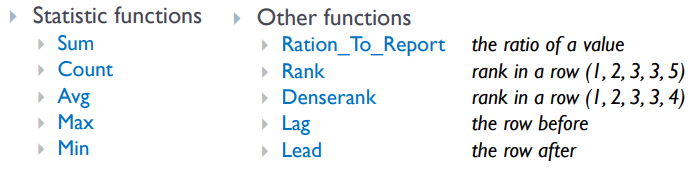 Statistic functions
Sum
Count
Avg
Max
Min
Other functions
Ration_To_Report the ratio of a value
Rank rank in a row (1, 2, 3, 3, 5)
Denserank rank in a row (1, 2, 3, 3, 4)
Lag the row before
Lead the row after